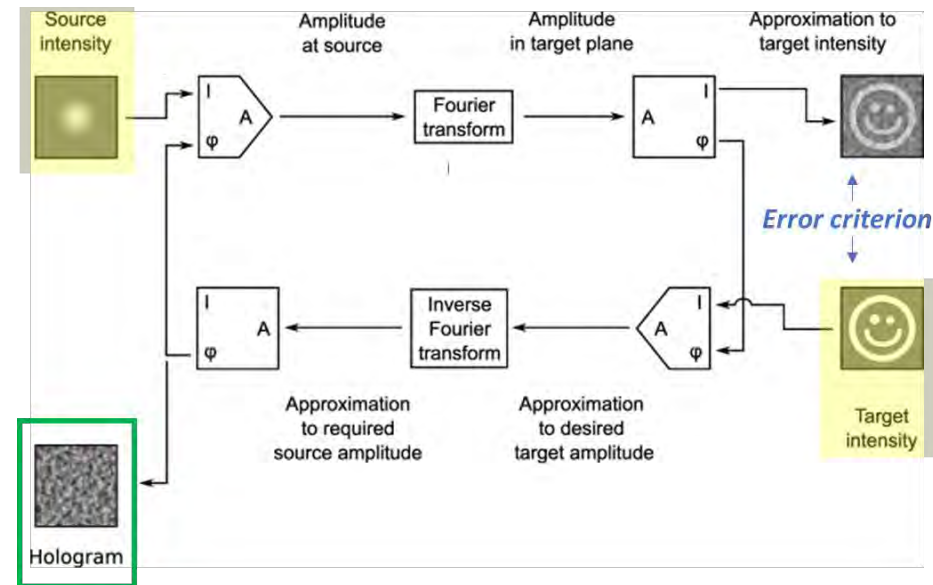 Source
intensity
Amplitude
at source
Amplitude
in target plane
Approximation to
target intensity
I
A
φ
Fourier
transform
A
I
φ
Error criterion
I
A
φ
Inverse
Fourier
transform
I
A
φ
Approximation
to required
source amplitude
Approximation
to desired
target amplitude
Target
intensity
Hologram